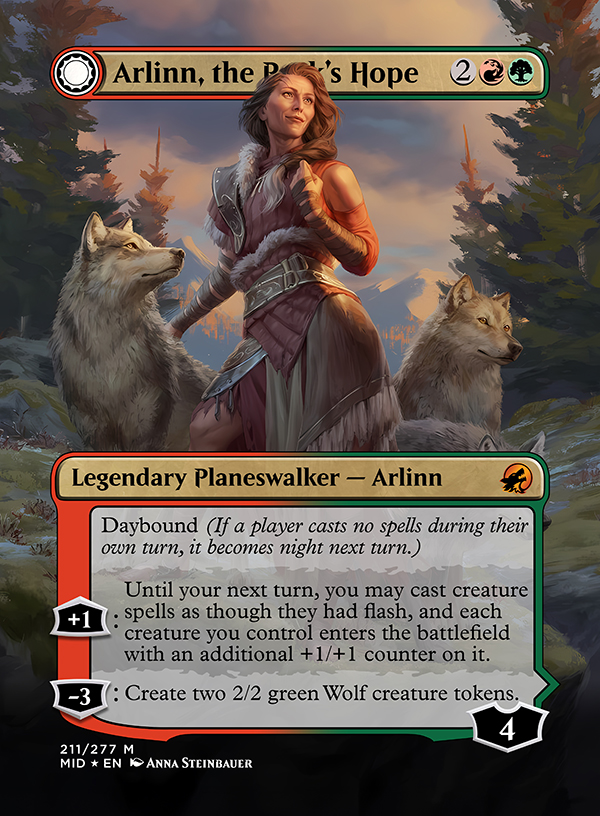 Arlinn, the Pack's Hope 2
Legendary Planeswalker — Arlinn
Daybound (If a player casts no spells during their
own turn, it becomes night next turn.)
Until your next turn, you may cast creature
+1: spells as though they had flash, and each
creature you control enters the battlefield
with an additional +1/+1 counter on it.
-3: Create two 2/2 green Wolf creature tokens.
4
211/277 M
MID ★ EN Anna Steinbauer